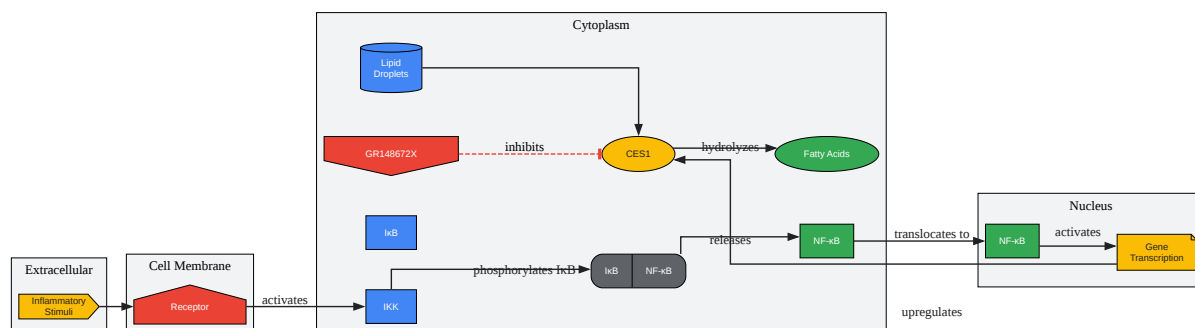 Cytoplasm
Lipid
Droplets
GR148672X
inhibits
CES1
hydrolyzes
Fatty Acids
IκB
NF-κB
translocates to
Nucleus
NF-κB
activates
Gene
Transcription
releases
phosphorylates IκB
IκB
NF-κB
Extracellular
Inflammatory
Stimuli
Cell Membrane
Receptor
activates
IKK
upregulates